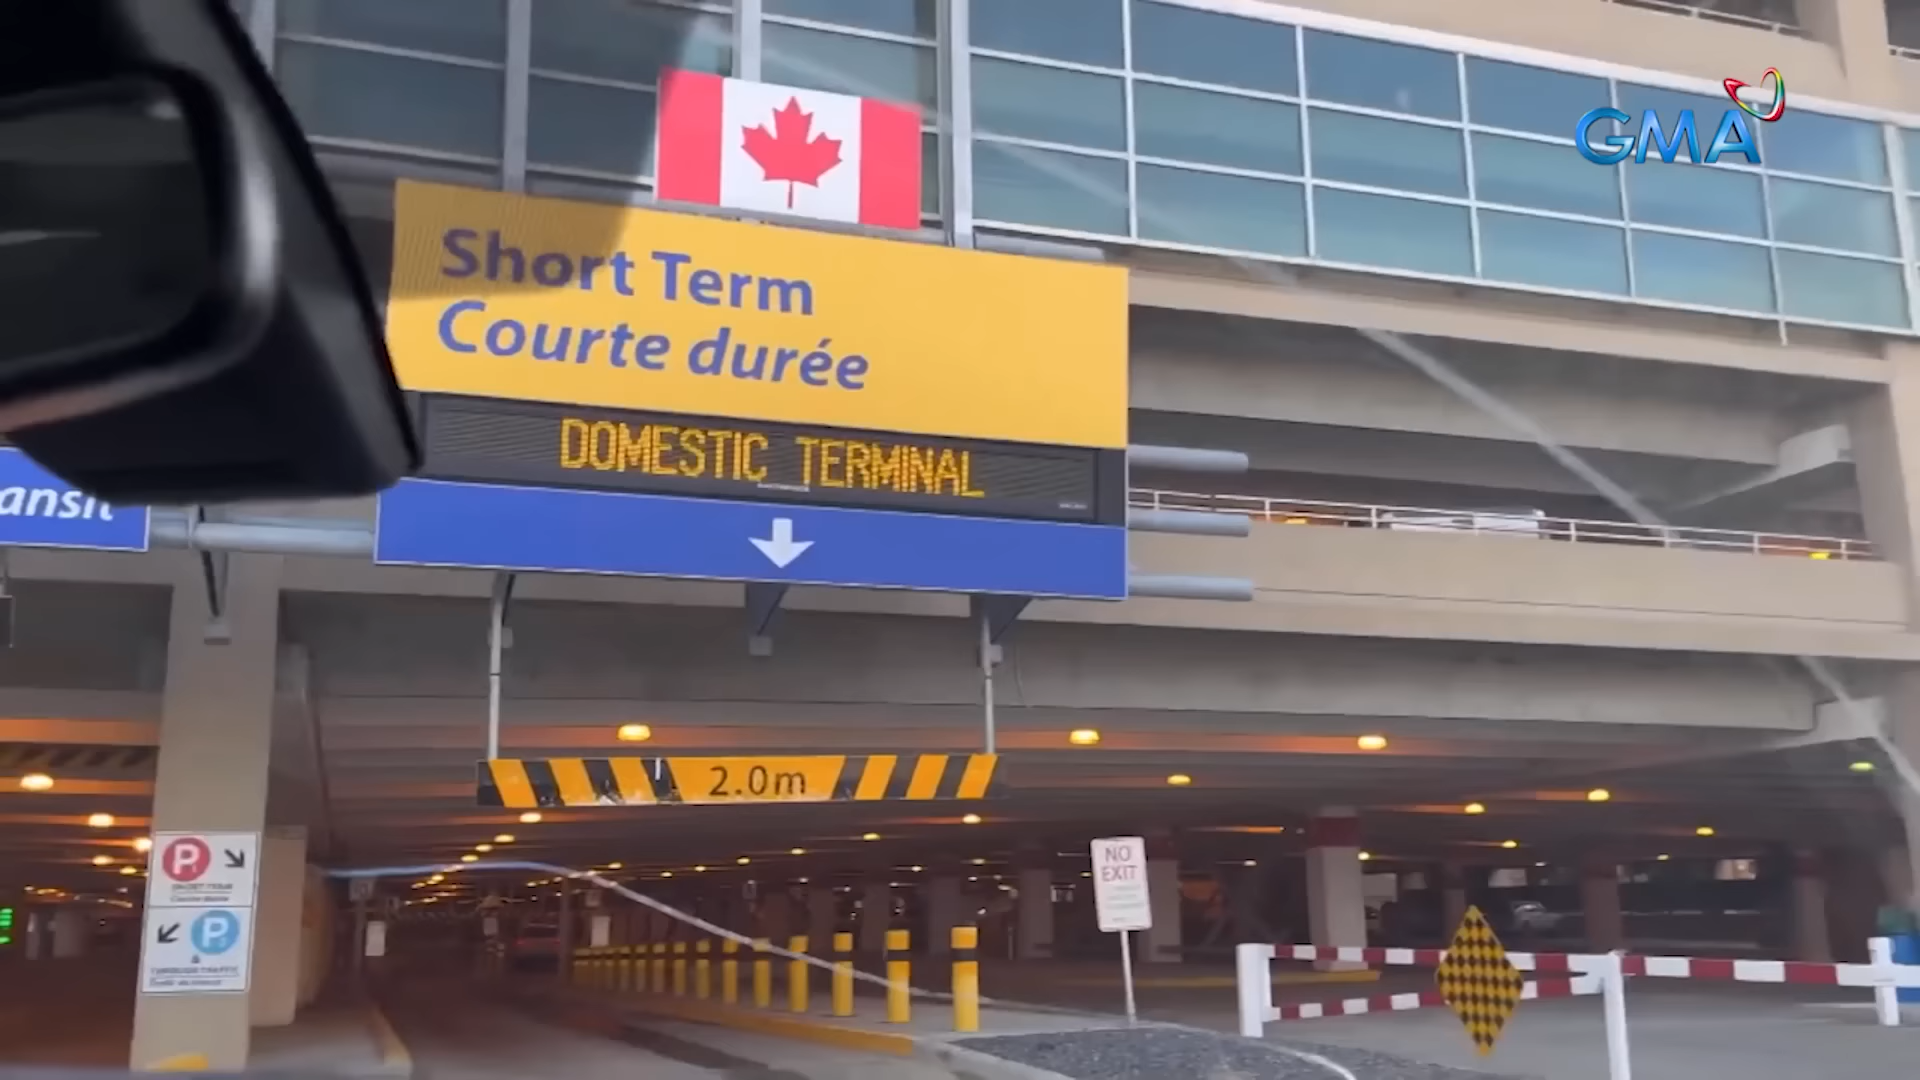 GMA
Short Term
Courte durée
DOMESTIC TERMINAL
ansit
2.0m
P
P
&
NO
EXIT